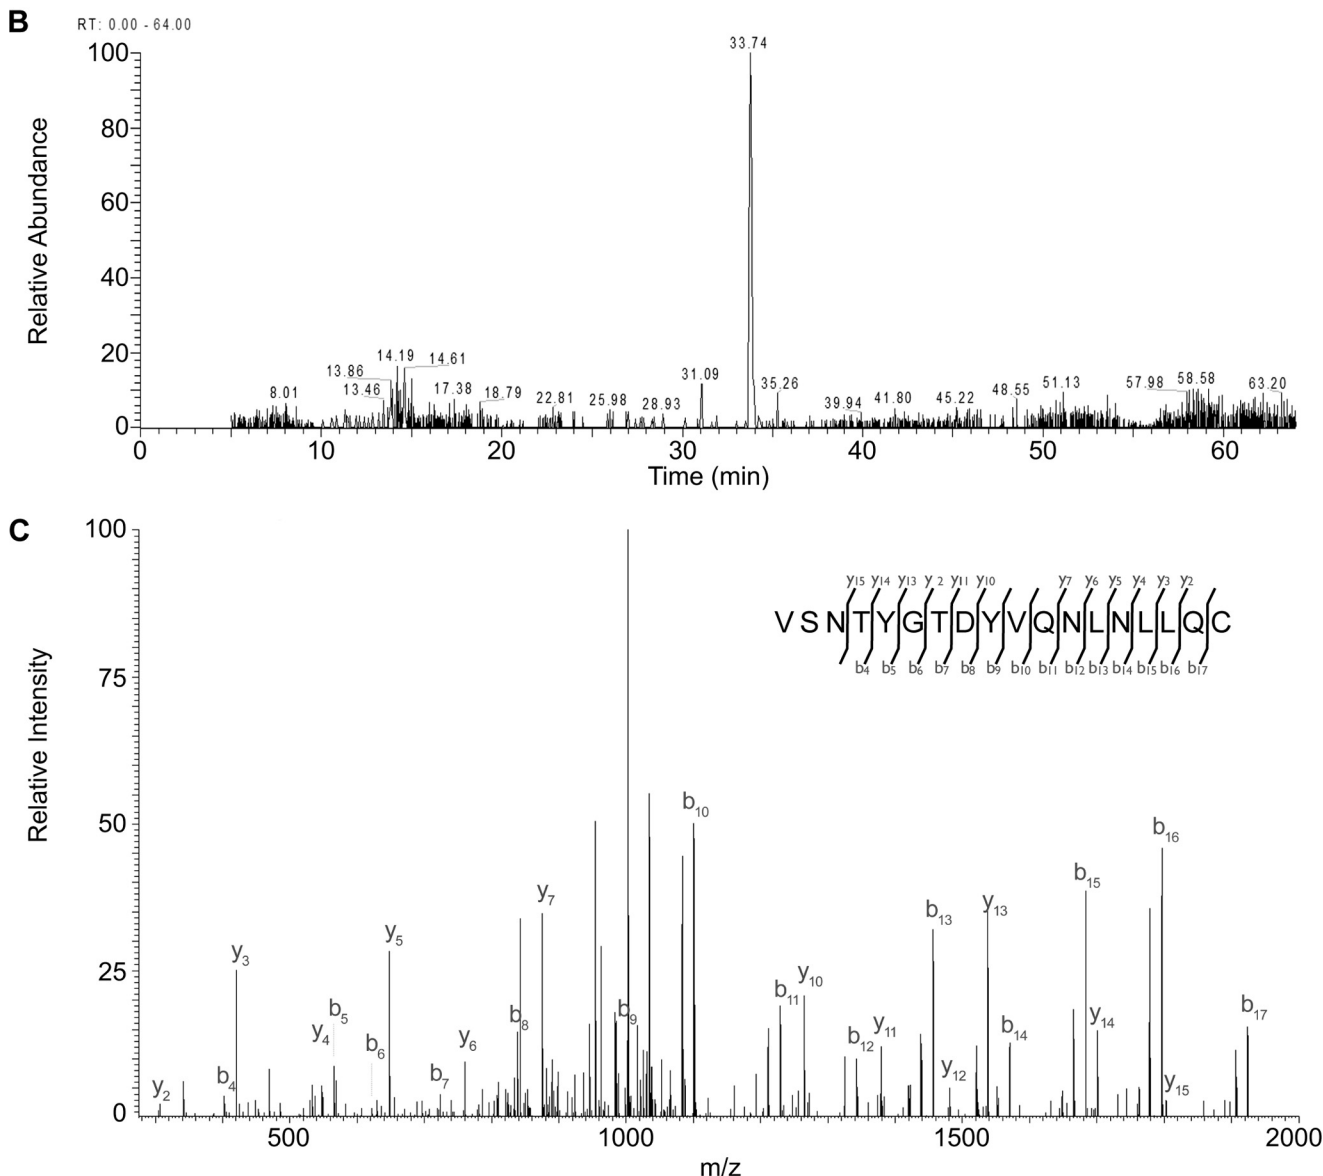 B
RT: 0.00 - 64.00
Relative Abundance
100
80
60
40
20
0
33.74
14.19
14.61
13.86
13.46
8.01
17.38
18.79
22.81
25.98
28.93
31.09
35.26
39.94
41.80
45.22
48.55
51.13
57.98
58.58
63.20
0 10 20 30 40 50 60
Time (min)
C
Relative Intensity
100
75
50
25
0
y15 y14 y13 y 2 y11 y10 y7 y6 y5 y4 y3 y2
V S N T Y G T D Y V Q N L N L L Q C
b4 b5 b6 b7 b8 b9 b10 b11 b12 b13 b14 b15 b16 b17
y2
b4
y3
y4
b5
b6
y5
b7
y6
b8
y7
b9
b10
b11
y10
b12
y11
b13
y12
y13
b14
b15
y14
b16
y15
b17
500 1000 1500 2000
m/z